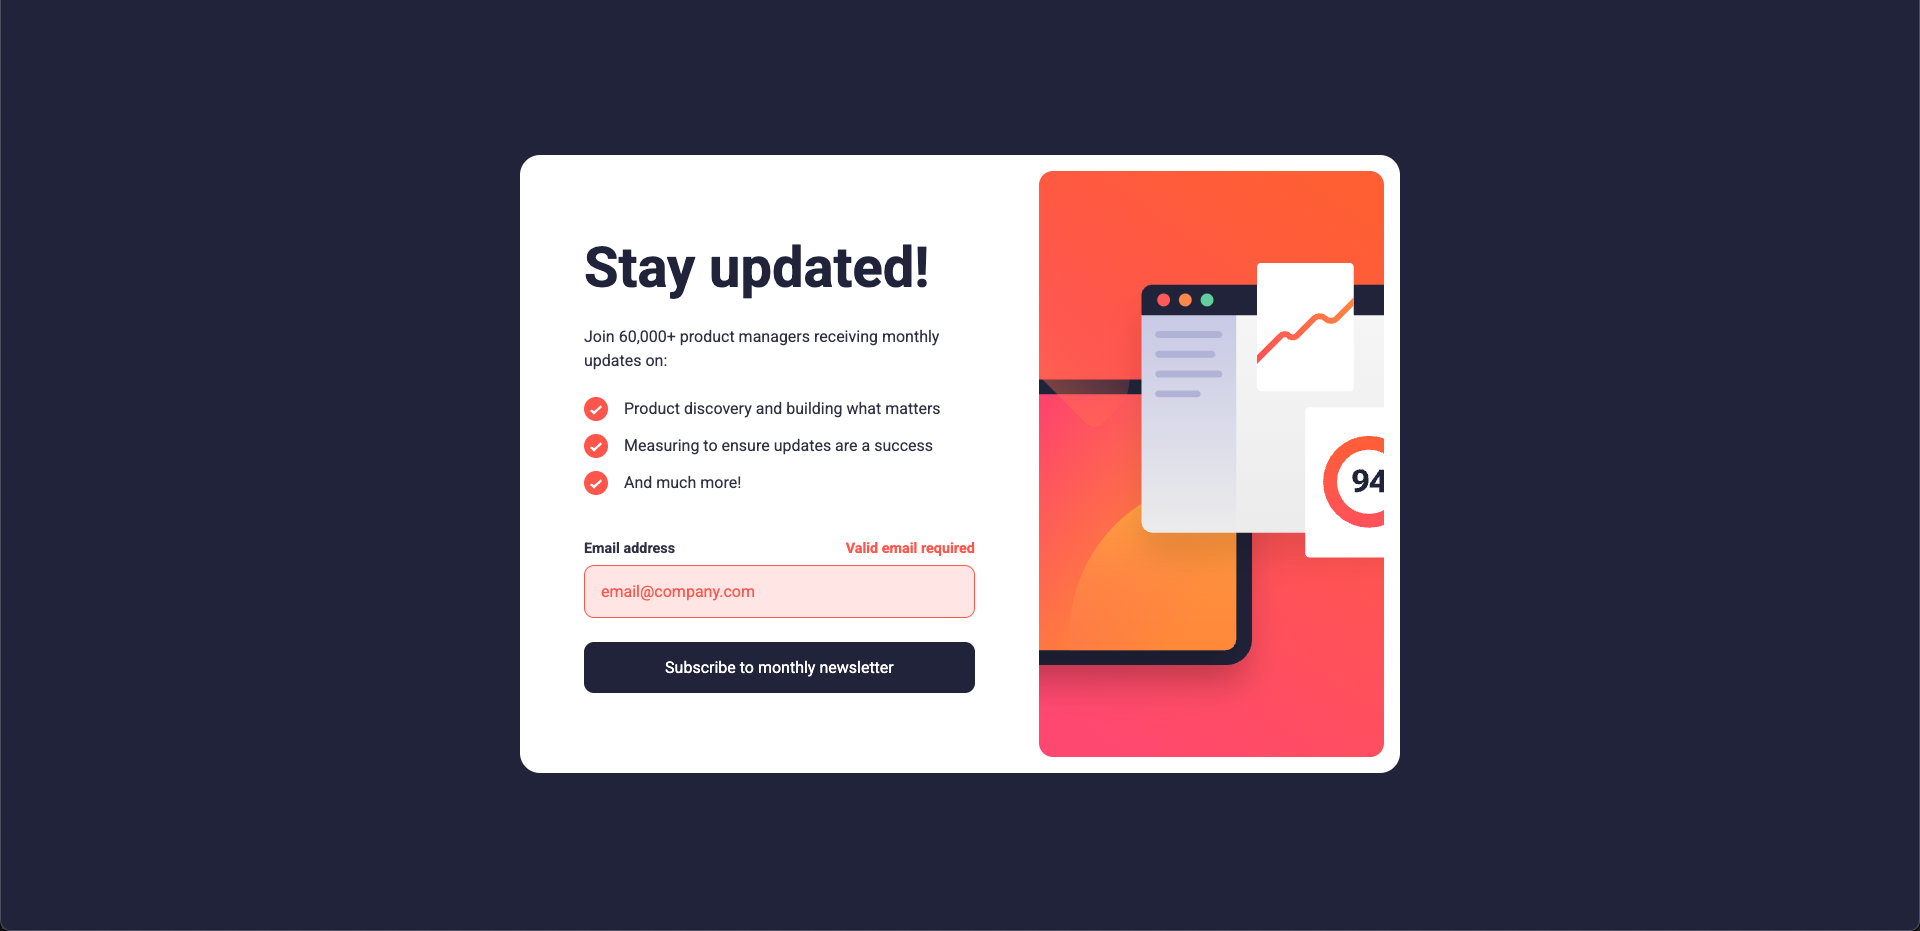 Stay updated!
Join 60,000+ product managers receiving monthly
updates on:
Product discovery and building what matters
Measuring to ensure updates are a success
And much more!
Email address
Valid email required
email@company.com
Subscribe to monthly newsletter
94